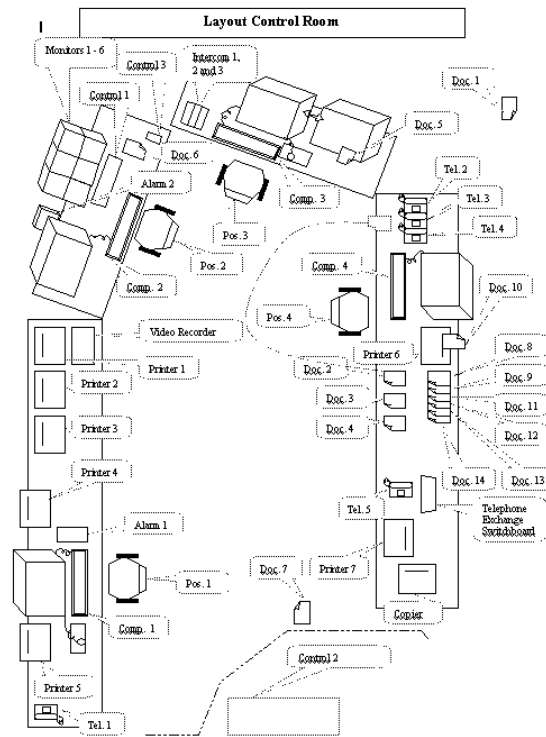 Layout Control Room
Monitors 1 - 6
Control 3
Intercom 1,
2 and 3
Control 1
Doc. 1
Doc. 5
Doc. 6
Tel. 2
Alarm 2
Comp. 3
Tel. 3
Tel. 4
Pos. 3
Pos. 2
Comp. 4
Comp. 2
Doc. 10
Pos. 4
Video Recorder
Printer 6
Doc. 8
Printer 1
Doc. 2
Doc. 9
Printer 2
Doc. 3
Doc. 11
Printer 3
Doc. 4
Doc. 12
Printer 4
Doc. 14
Doc. 13
Tel. 5
Telephone
Exchange
Switchboard
Alarm 1
Pos. 1
Doc. 7
Printer 7
Comp. 1
Copier
Control 2
Printer 5
Tel. 1